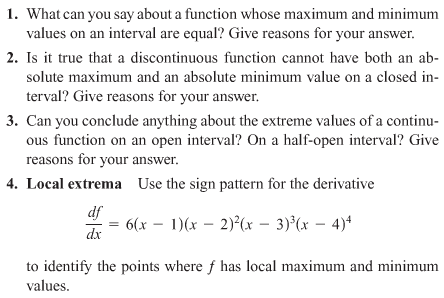 1. What can you say about a function whose maximum and minimum
values on an interval are equal? Give reasons for your answer.
2. Is it true that a discontinuous function cannot have both an ab-
solute maximum and an absolute minimum value on a closed in-
terval? Give reasons for your answer.
3. Can you conclude anything about the extreme values of a continu-
ous function on an open interval? On a half-open interval? Give
reasons for your answer.
4. Local extrema Use the sign pattern for the derivative
df/dx = 6(x − 1)(x − 2)²(x − 3)³(x − 4)⁴
to identify the points where f has local maximum and minimum
values.